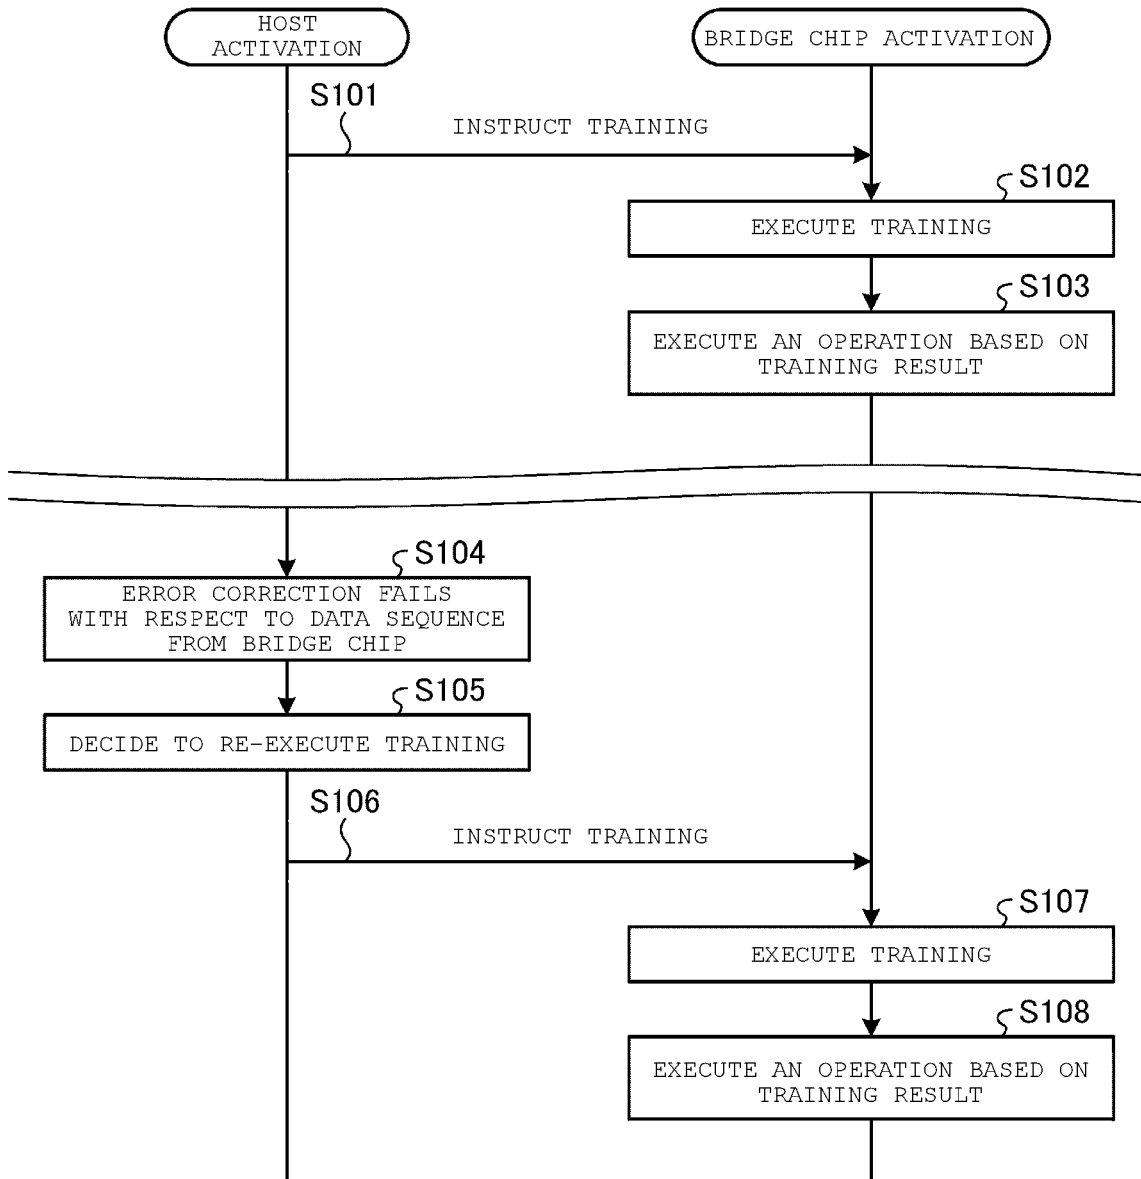 HOST
ACTIVATION
BRIDGE CHIP ACTIVATION
S101
INSTRUCT TRAINING
S102
EXECUTE TRAINING
S103
EXECUTE AN OPERATION BASED ON
TRAINING RESULT
S104
ERROR CORRECTION FAILS
WITH RESPECT TO DATA SEQUENCE
FROM BRIDGE CHIP
S105
DECIDE TO RE-EXECUTE TRAINING
S106
INSTRUCT TRAINING
S107
EXECUTE TRAINING
S108
EXECUTE AN OPERATION BASED ON
TRAINING RESULT